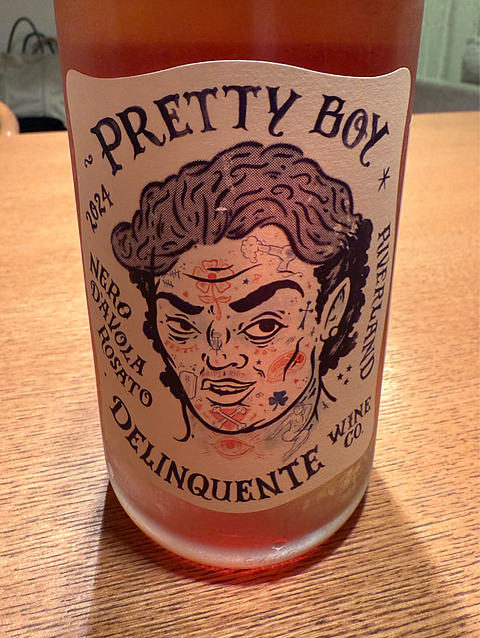 PRETTY BOY
2024
NERO
D'AVOLA
ROSATO
RIVERLAND
DELINQUENTE
WINE
CO.